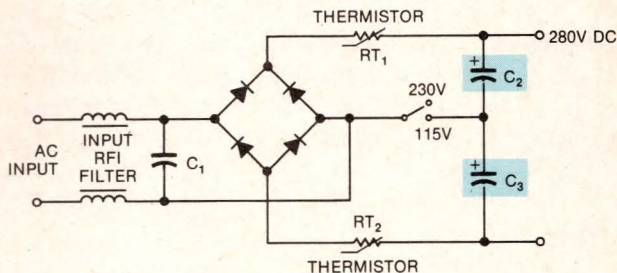 THERMISTOR
RT1
280V DC
+
C2
230V
115V
AC
INPUT
INPUT
RFI
FILTER
C1
+
C3
RT2
THERMISTOR